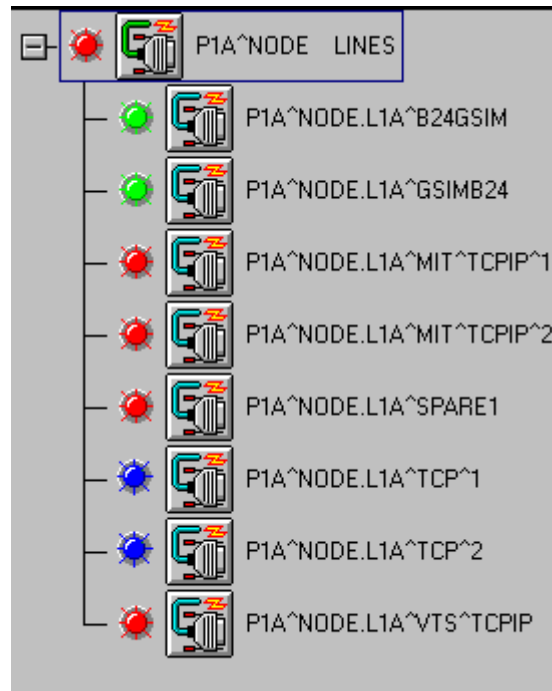 P1A^NODE LINES
P1A^NODE.L1A^B24GSIM
P1A^NODE.L1A^GSIMB24
P1A^NODE.L1A^MIT^TCPIP^1
P1A^NODE.L1A^MIT^TCPIP^2
P1A^NODE.L1A^SPARE1
P1A^NODE.L1A^TCP^1
P1A^NODE.L1A^TCP^2
P1A^NODE.L1A^VTS^TCPIP